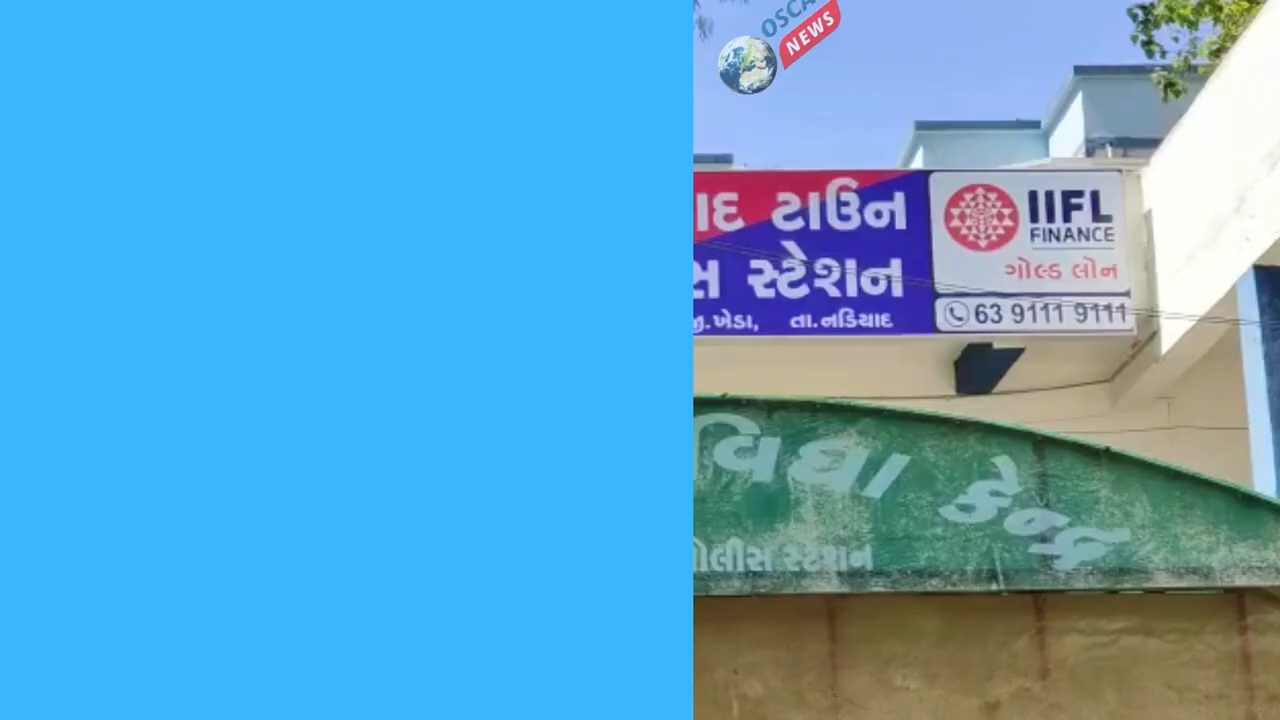 OSCA
NEWS
ાદ ટાઉન
સ સ્ટેશન
જી.ખેડા, તા.નડિયાદ
IIFL
FINANCE
ગોલ્ડ લોન
63 9111 9111
વિદ્યા કેન્દ્ર
પોલીસ સ્ટેશન